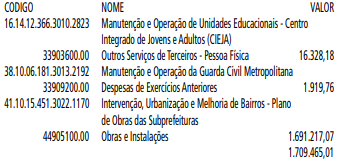 CODIGO NOME VALOR
16.14.12.366.3010.2823 Manutenção e Operação de Unidades Educacionais - Centro
Integrado de Jovens e Adultos (CIEJA)
33903600.00 Outros Serviços de Terceiros - Pessoa Física 16.328,18
38.10.06.181.3013.2192 Manutenção e Operação da Guarda Civil Metropolitana
33909200.00 Despesas de Exercícios Anteriores 1.919,76
41.10.15.451.3022.1170 Intervenção, Urbanização e Melhoria de Bairros - Plano
de Obras das Subprefeituras
44905100.00 Obras e Instalações 1.691.217,07
1.709.465,01